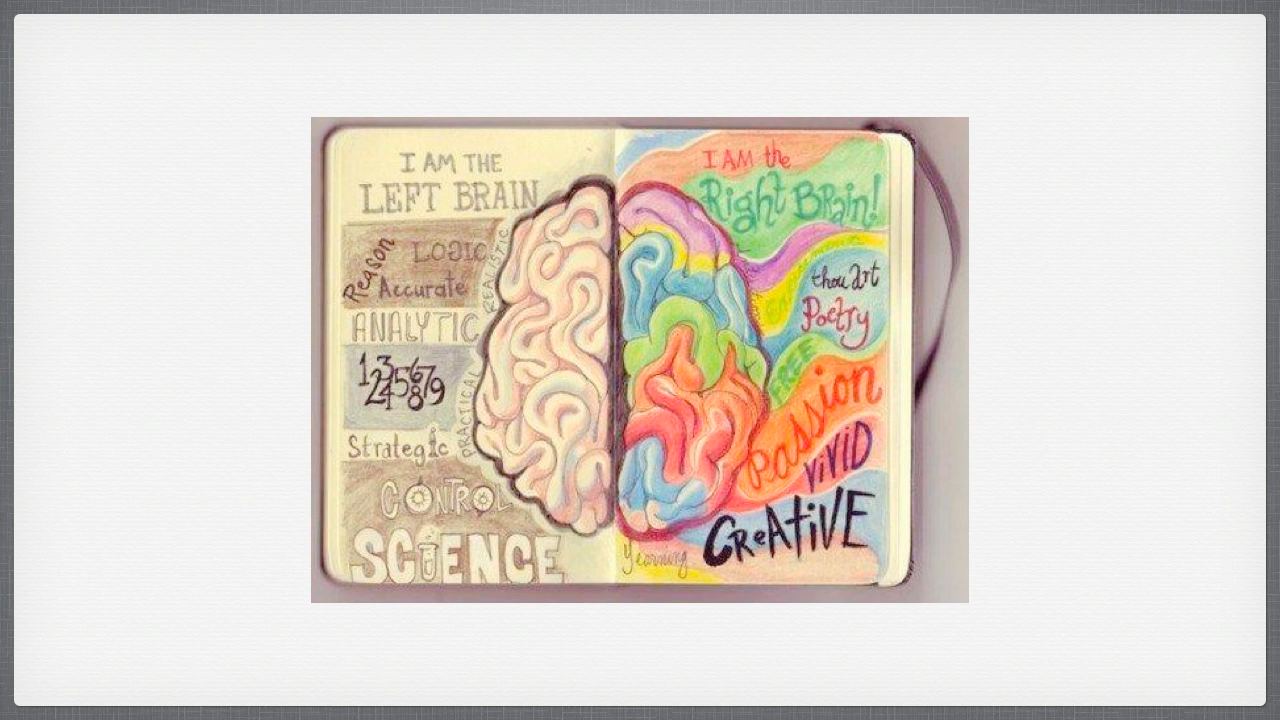 I AM THE
LEFT BRAIN
Reason
LOGIC
Accurate
REALISTIC
ANALYTIC
123456789
PRACTICAL
Strategic
CONTROL
SCIENCE
I AM the
Right BRain!
thou art
Poetry
FREE
Passion
ViViD
CReAtiVE
Yearning